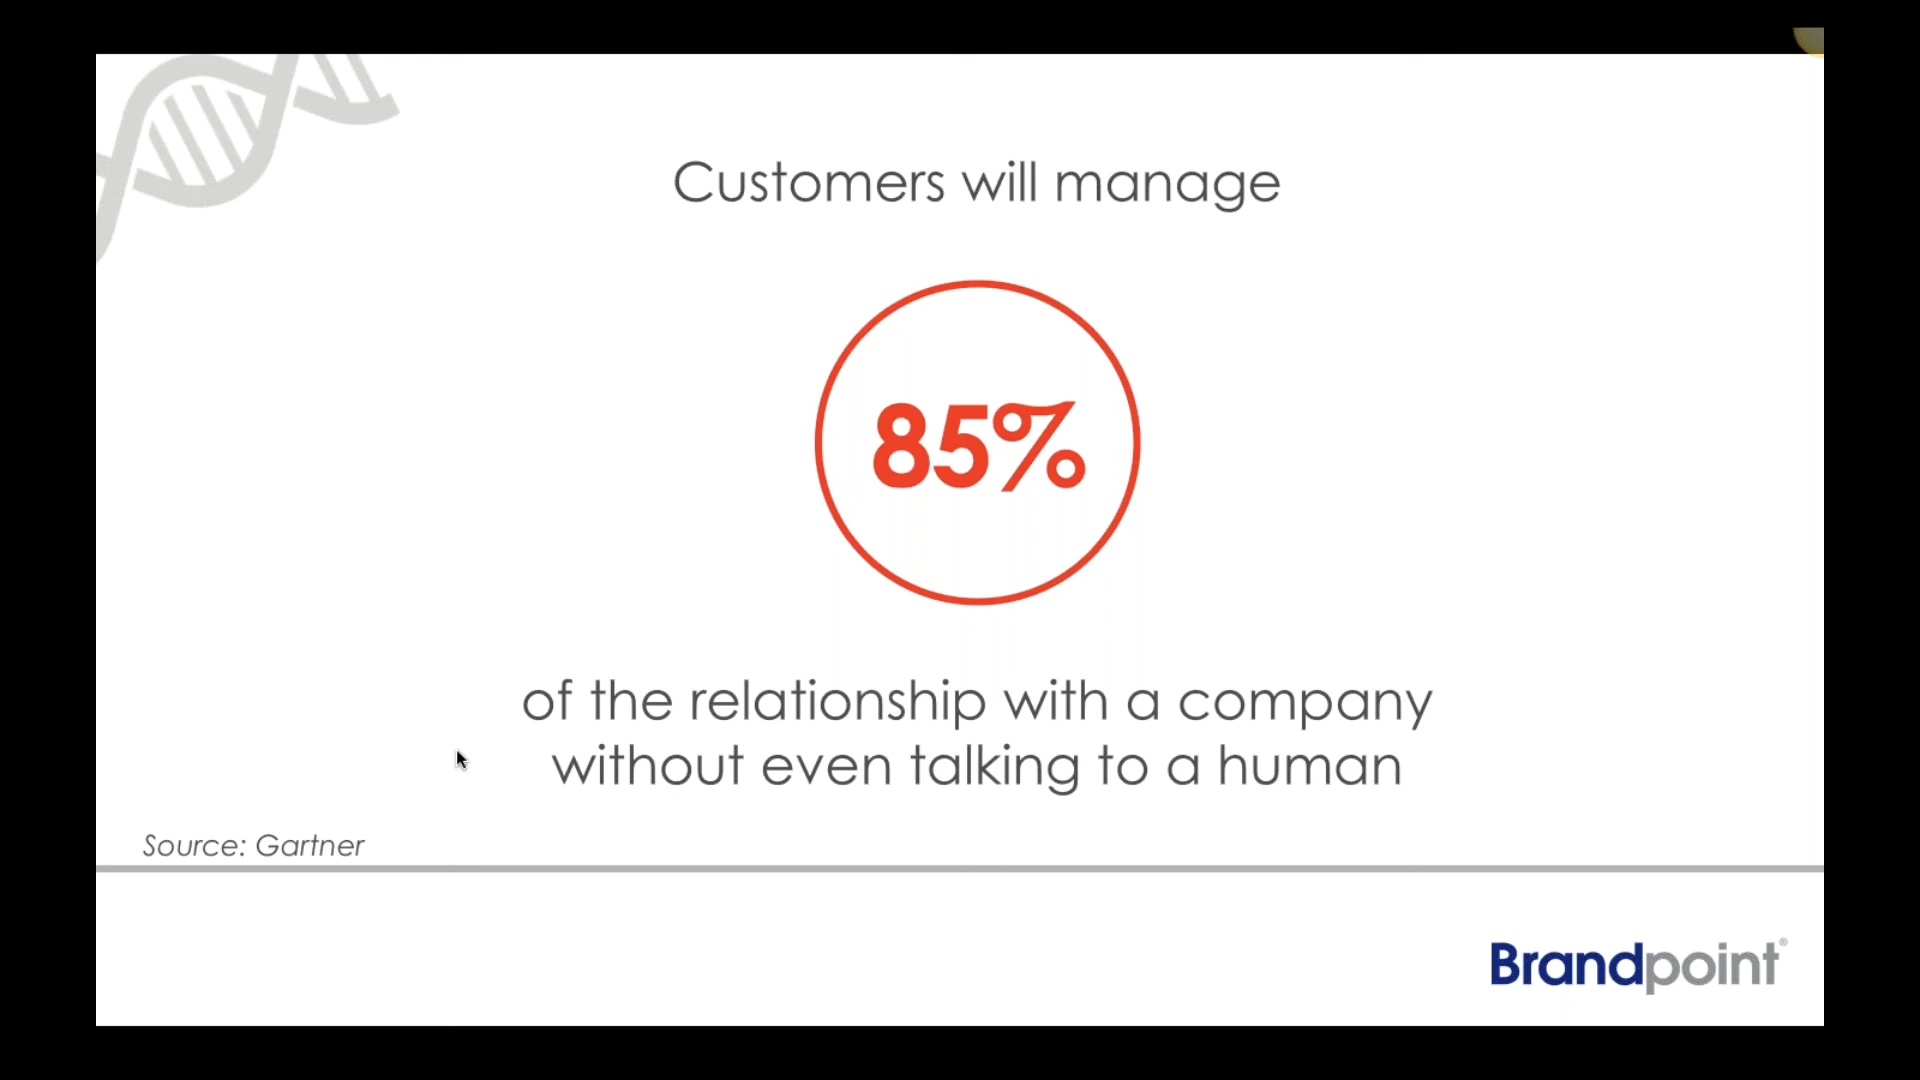 Customers will manage
85%
of the relationship with a company
without even talking to a human
Source: Gartner
Brandpoint®